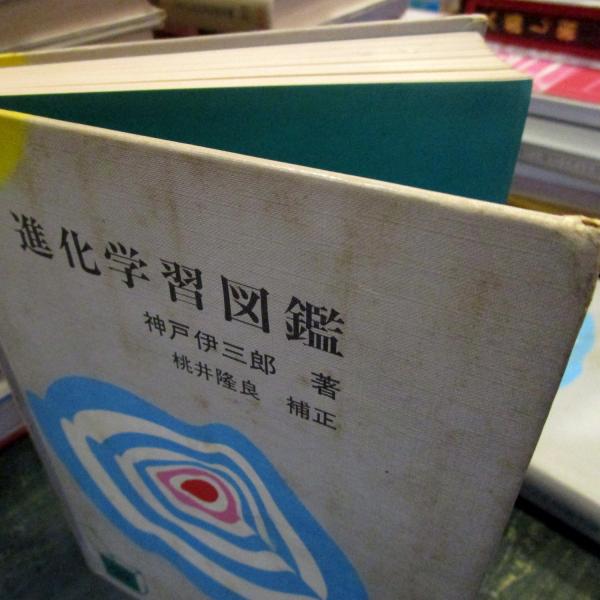 進化学習図鑑
神戸伊三郎 著
桃井隆良 補正